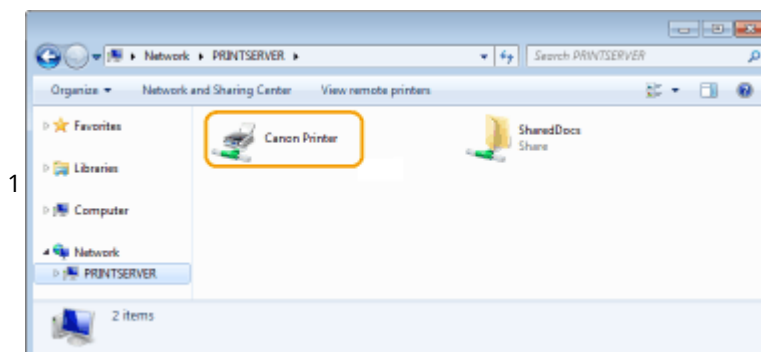 Network ▸ PRINTSERVER ▸
Search PRINTSERVER
Organize
Network and Sharing Center
View remote printers
Favorites
Canon Printer
SharedDocs
Share
Libraries
1
Computer
Network
PRINTSERVER
2 items